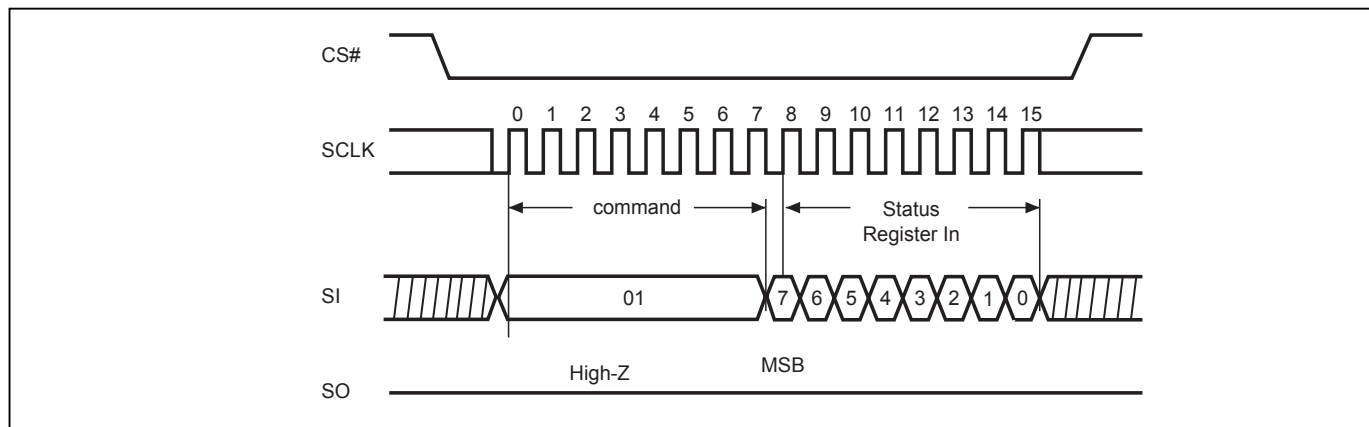 CS#
0 1 2 3 4 5 6 7 8 9 10 11 12 13 14 15
SCLK
command
Status
Register In
SI
01
7 6 5 4 3 2 1 0
High-Z
MSB
SO